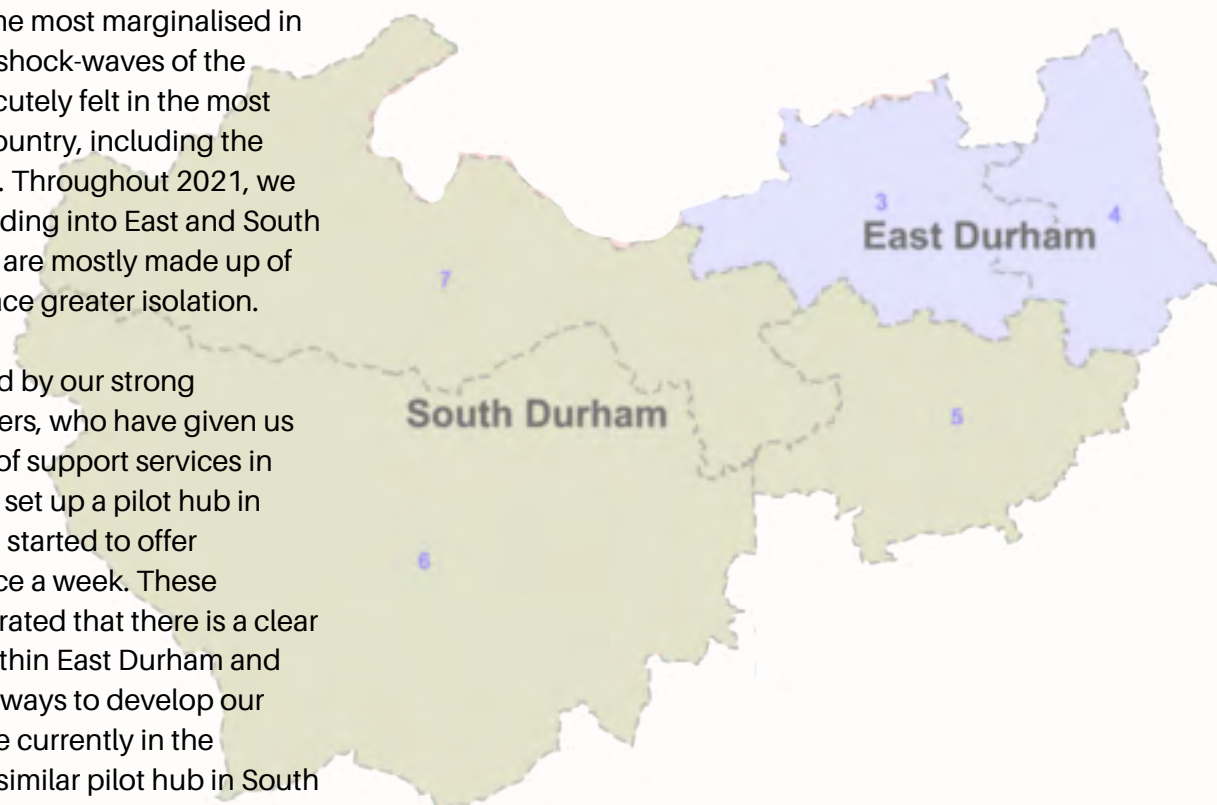 ne most marginalised in
shock-waves of the
cutely felt in the most
ountry, including the
. Throughout 2021, we
ding into East and South
are mostly made up of
nce greater isolation.
d by our strong
ers, who have given us
of support services in
set up a pilot hub in
started to offer
ce a week. These
rated that there is a clear
thin East Durham and
ways to develop our
e currently in the
similar pilot hub in South
3
4
East Durham
7
South Durham
5
6